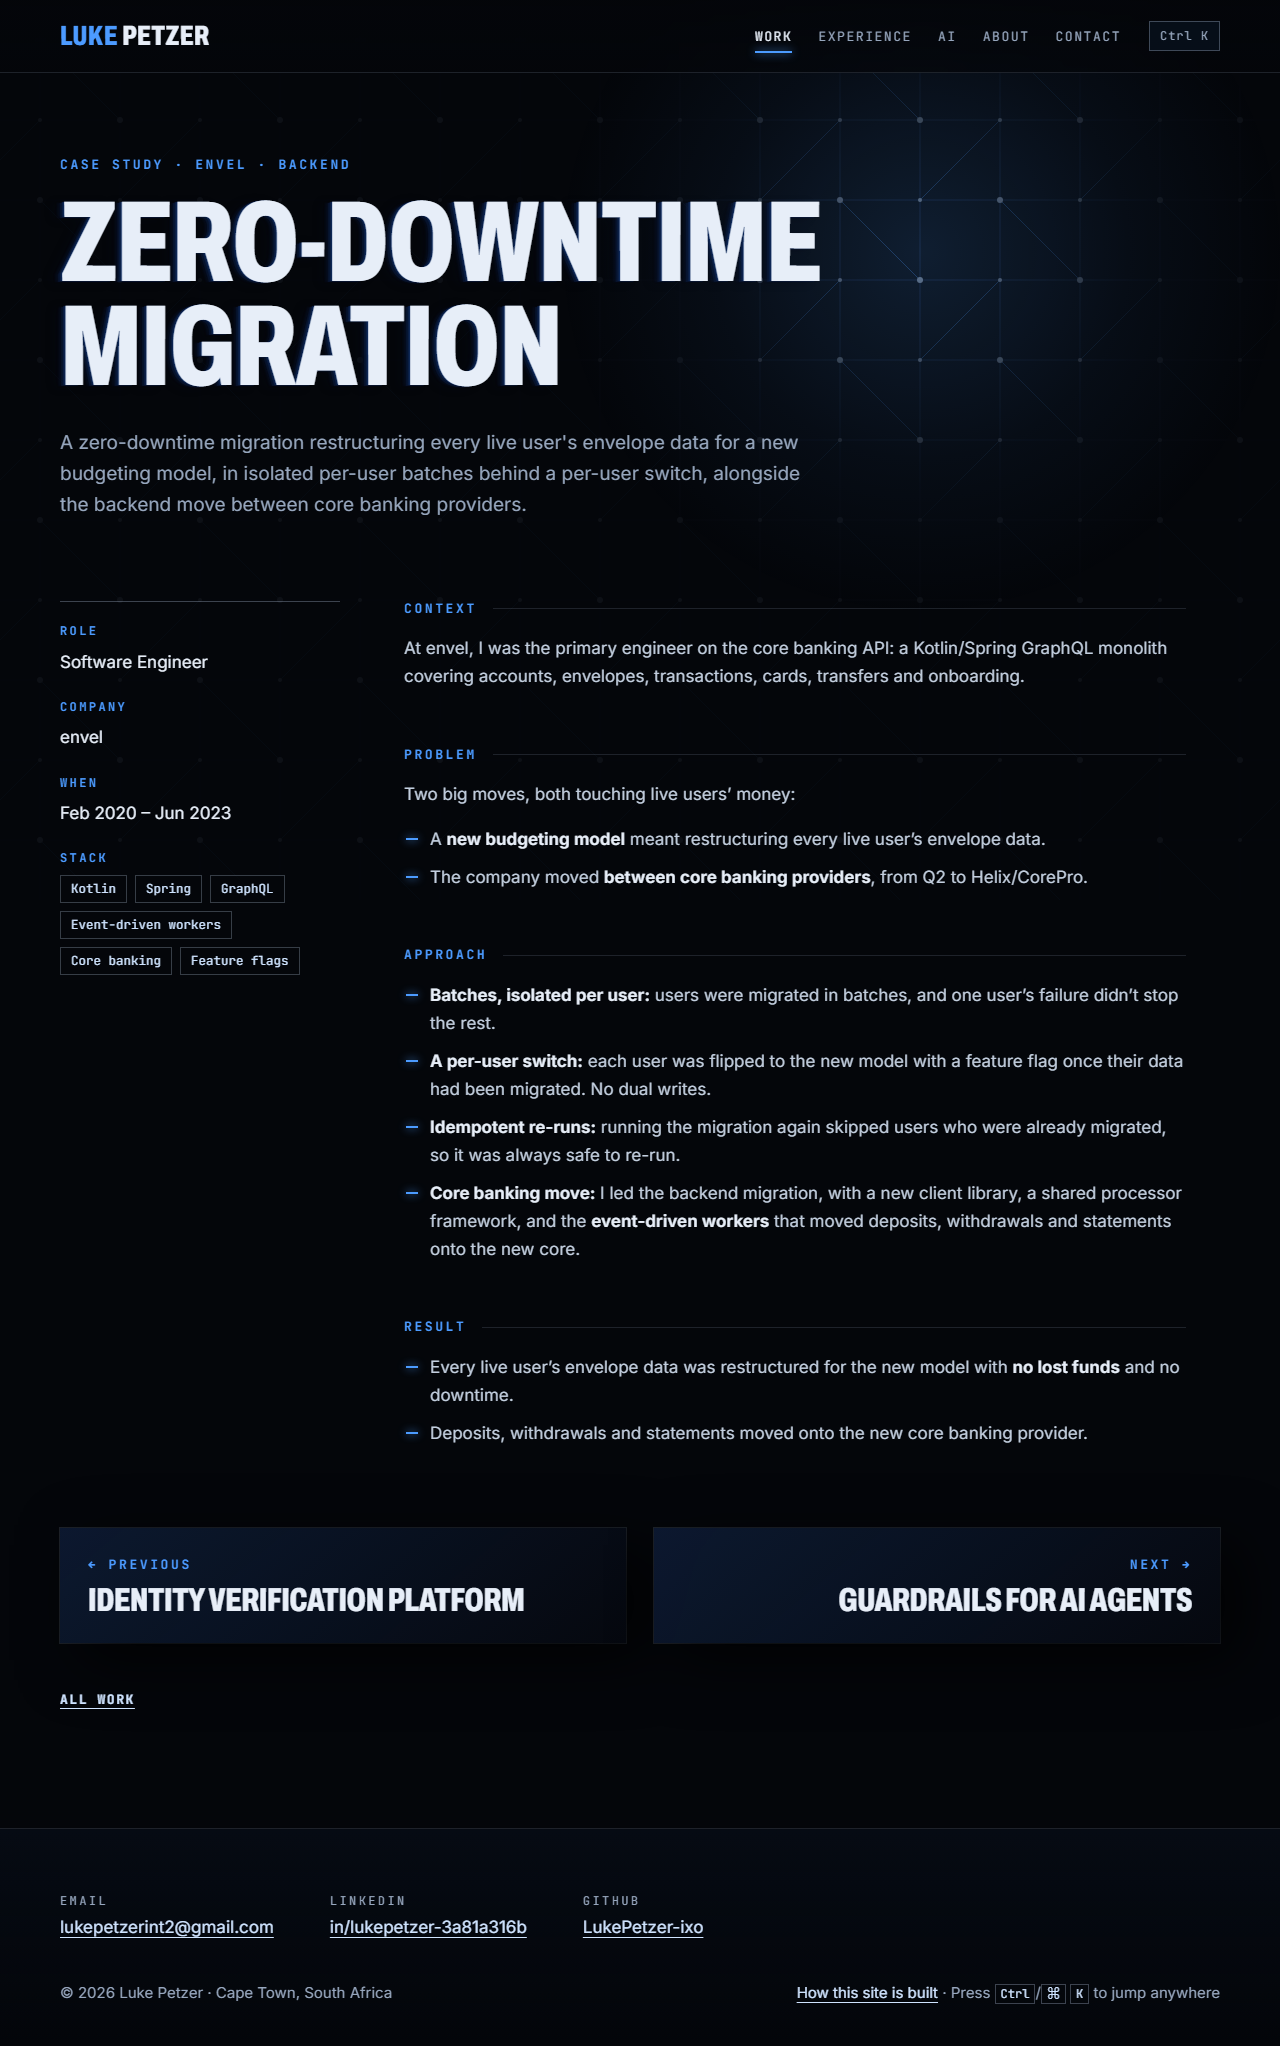 LUKE PETZER
WORK EXPERIENCE AI ABOUT CONTACT Ctrl K
CASE STUDY · ENVEL · BACKEND
ZERO-DOWNTIME
MIGRATION
A zero-downtime migration restructuring every live user's envelope data for a new
budgeting model, in isolated per-user batches behind a per-user switch, alongside
the backend move between core banking providers.
ROLE
Software Engineer
COMPANY
envel
WHEN
Feb 2020 – Jun 2023
STACK
Kotlin Spring GraphQL
Event-driven workers
Core banking Feature flags
CONTEXT
At envel, I was the primary engineer on the core banking API: a Kotlin/Spring GraphQL monolith
covering accounts, envelopes, transactions, cards, transfers and onboarding.
PROBLEM
Two big moves, both touching live users’ money:
— A new budgeting model meant restructuring every live user’s envelope data.
— The company moved between core banking providers, from Q2 to Helix/CorePro.
APPROACH
— Batches, isolated per user: users were migrated in batches, and one user’s failure didn’t stop
the rest.
— A per-user switch: each user was flipped to the new model with a feature flag once their data
had been migrated. No dual writes.
— Idempotent re-runs: running the migration again skipped users who were already migrated,
so it was always safe to re-run.
— Core banking move: I led the backend migration, with a new client library, a shared processor
framework, and the event-driven workers that moved deposits, withdrawals and statements
onto the new core.
RESULT
— Every live user’s envelope data was restructured for the new model with no lost funds and no
downtime.
— Deposits, withdrawals and statements moved onto the new core banking provider.
← PREVIOUS
IDENTITY VERIFICATION PLATFORM
NEXT →
GUARDRAILS FOR AI AGENTS
ALL WORK
EMAIL
lukepetzerint2@gmail.com
LINKEDIN
in/lukepetzer-3a81a316b
GITHUB
LukePetzer-ixo
© 2026 Luke Petzer · Cape Town, South Africa
How this site is built · Press Ctrl/⌘ K to jump anywhere